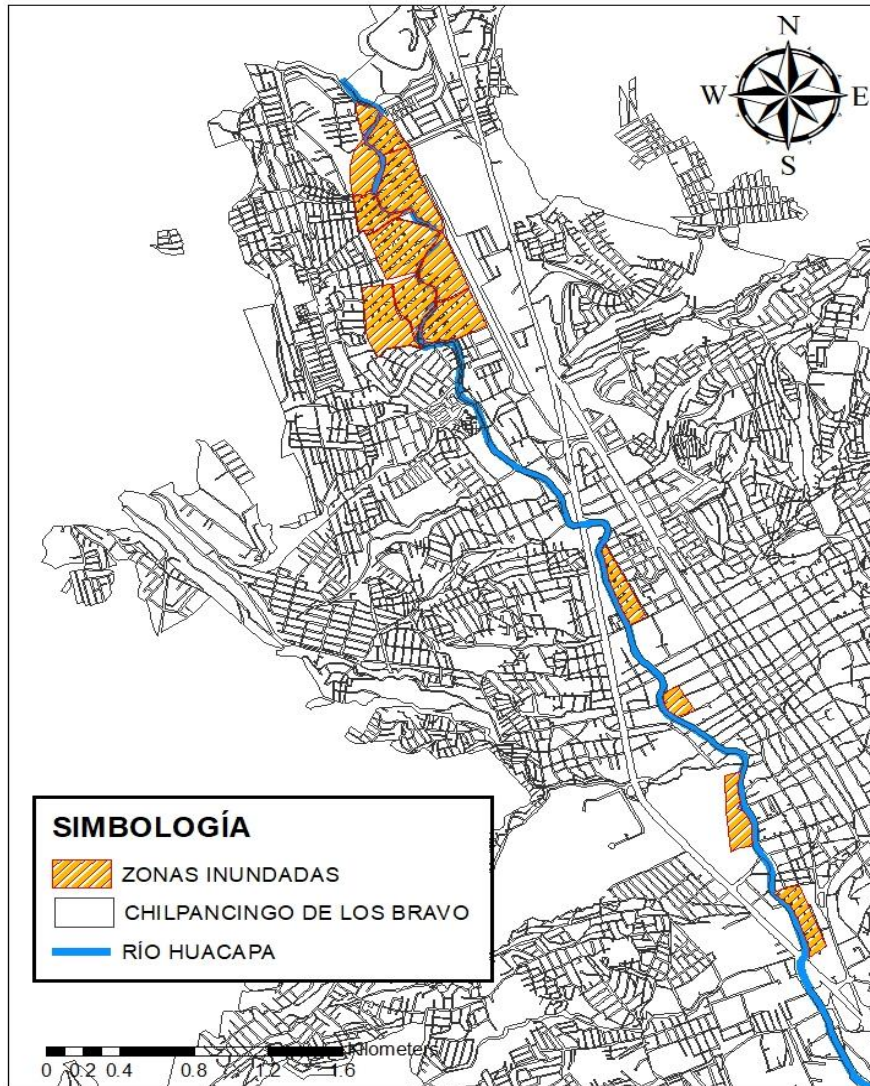 N
W E
S
SIMBOLOGÍA
ZONAS INUNDADAS
CHILPANCINGO DE LOS BRAVO
RÍO HUACAPA
Kilometers
0 0.2 0.4 0.8 1.2 1.6